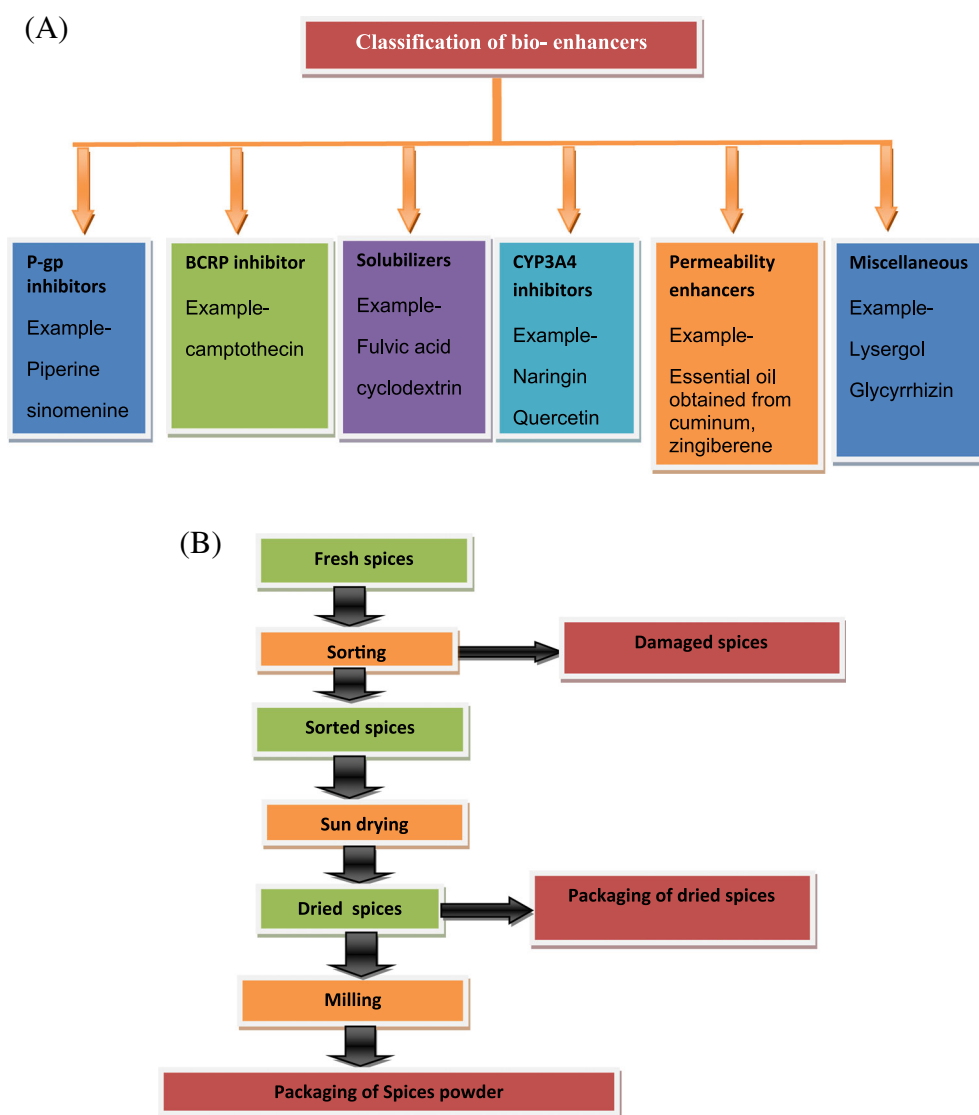 (A)
Classification of bio- enhancers
P-gp
inhibitors
Example-
Piperine
sinomenine
BCRP inhibitor
Example-
camptothecin
Solubilizers
Example-
Fulvic acid
cyclodextrin
CYP3A4
inhibitors
Example-
Naringin
Quercetin
Permeability
enhancers
Example-
Essential oil
obtained from
cuminum,
zingiberene
Miscellaneous
Example-
Lysergol
Glycyrrhizin
(B)
Fresh spices
Sorting
Damaged spices
Sorted spices
Sun drying
Dried  spices
Packaging of dried spices
Milling
Packaging of Spices powder